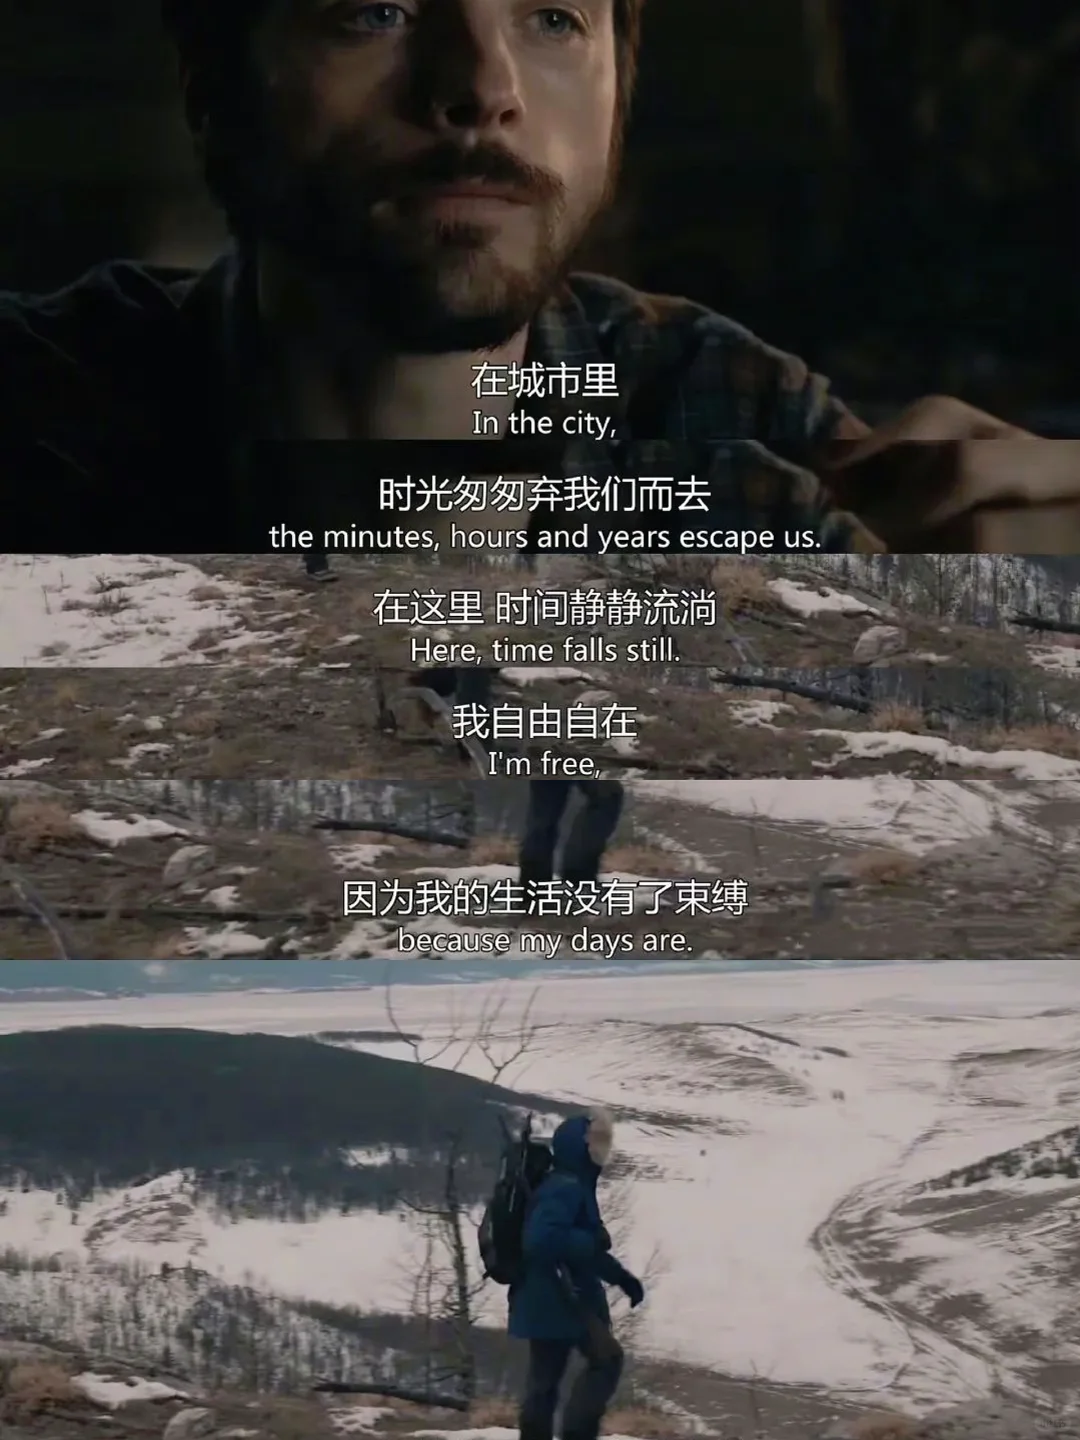 在城市里
In the city,
时光匆匆弃我们而去
the minutes, hours and years escape us.
在这里 时间静静流淌
Here, time falls still.
我自由自在
I'm free,
因为我的生活没有了束缚
because my days are.